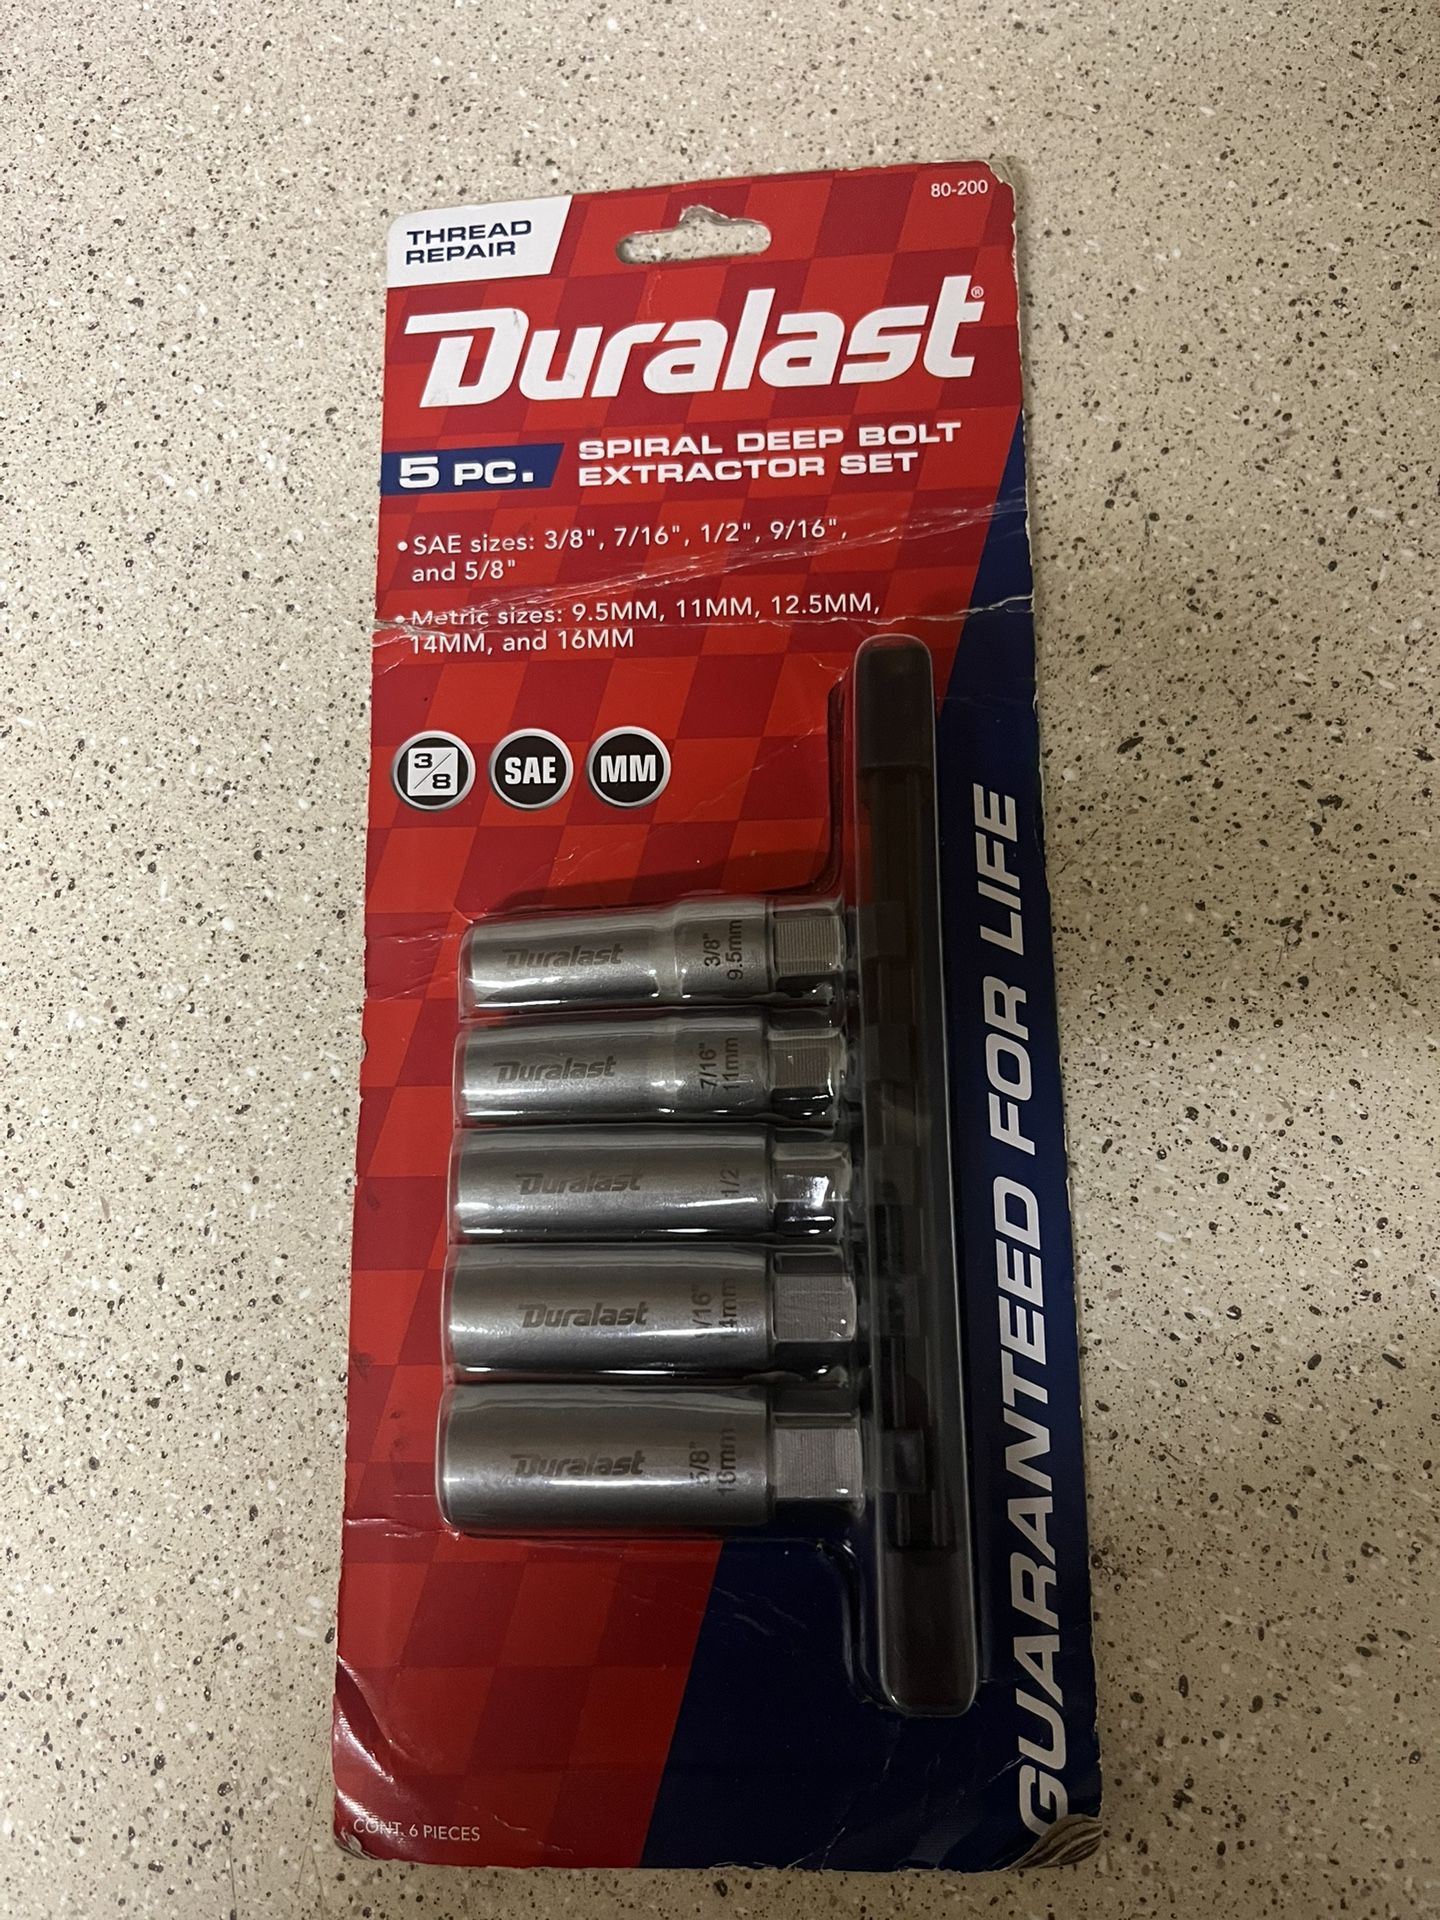 80-200
THREAD
REPAIR
Duralast®
5 PC.
SPIRAL DEEP BOLT
EXTRACTOR SET
•SAE sizes: 3/8", 7/16", 1/2", 9/16",
and 5/8"
•Metric sizes: 9.5MM, 11MM, 12.5MM,
14MM, and 16MM
3/8
SAE
MM
Duralast
3/8"
9.5mm
Duralast
7/16"
11mm
Duralast
1/2
Duralast
/16"
4mm
Duralast
5/8"
16mm
GUARANTEED FOR LIFE
CONT. 6 PIECES